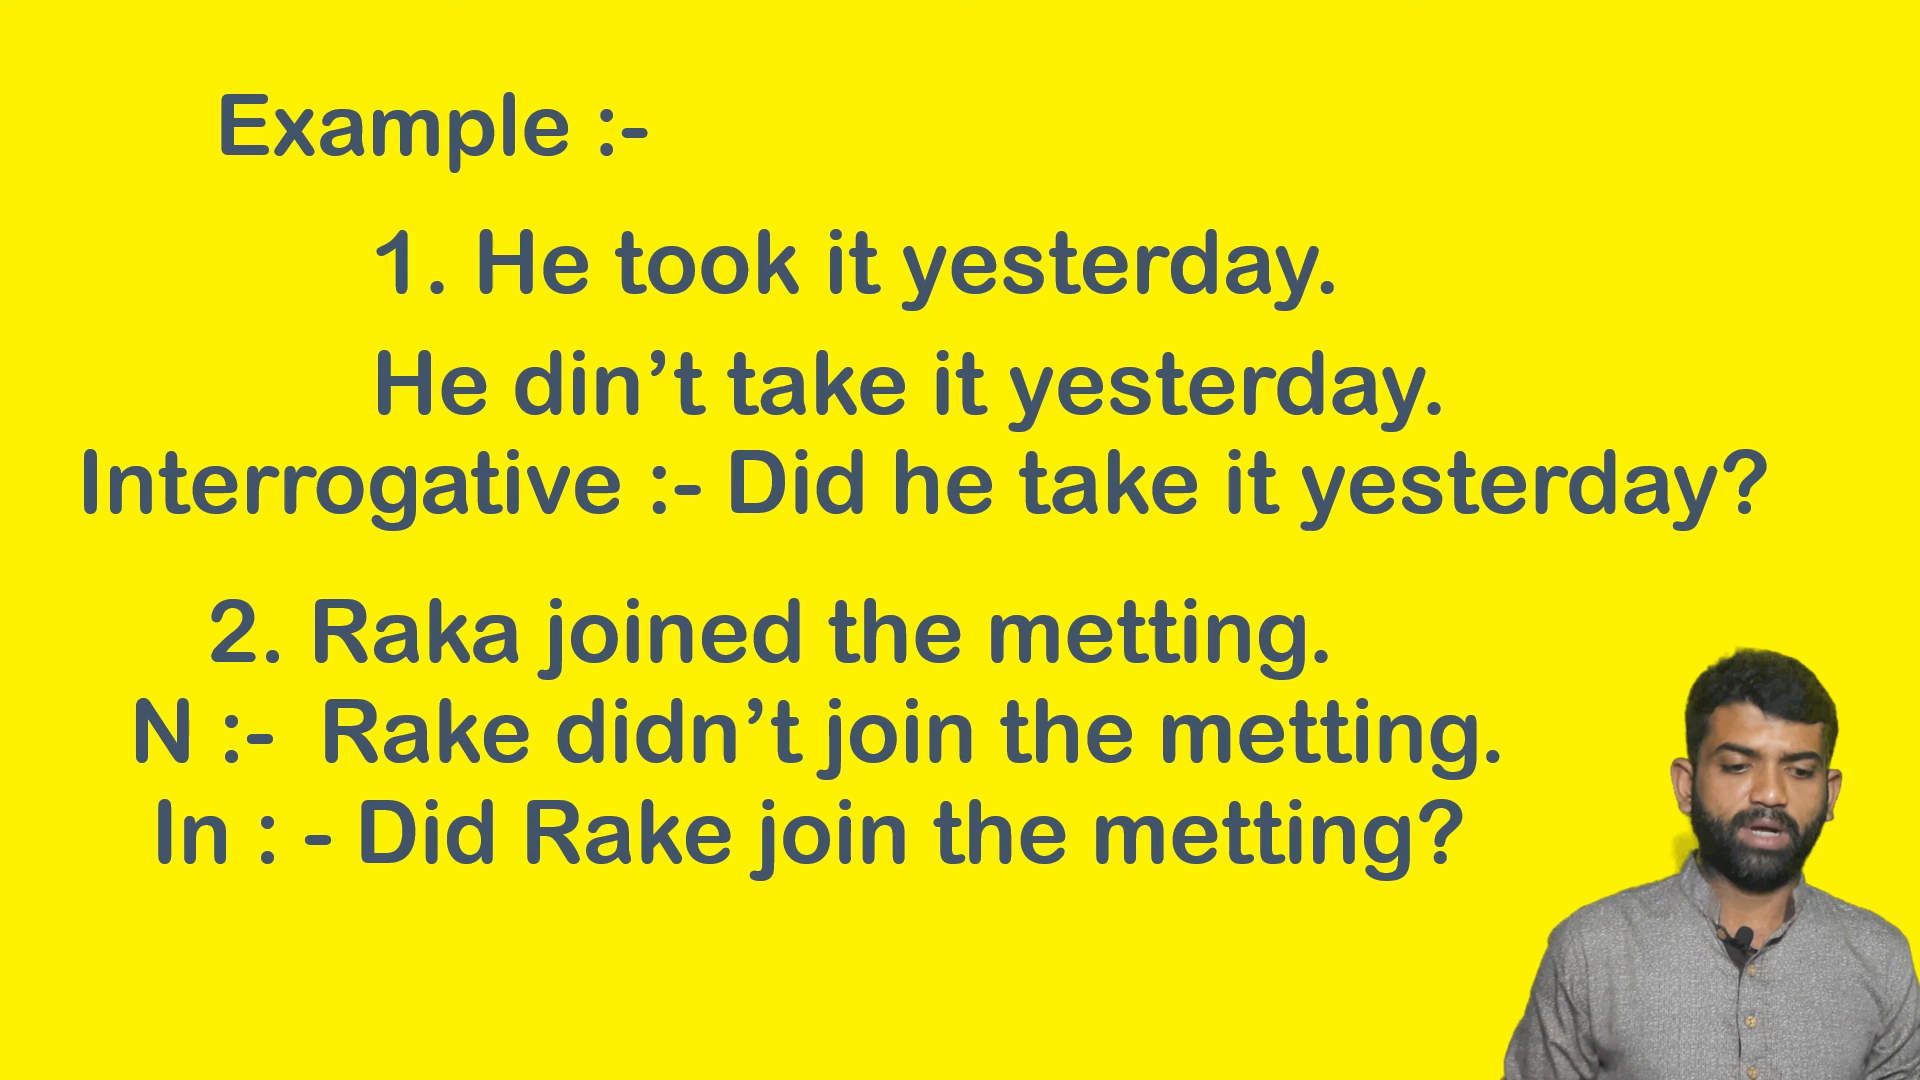 Example :-
1. He took it yesterday.
He din’t take it yesterday.
Interrogative :- Did he take it yesterday?
2. Raka joined the metting.
N :- Rake didn’t join the metting.
In : - Did Rake join the metting?